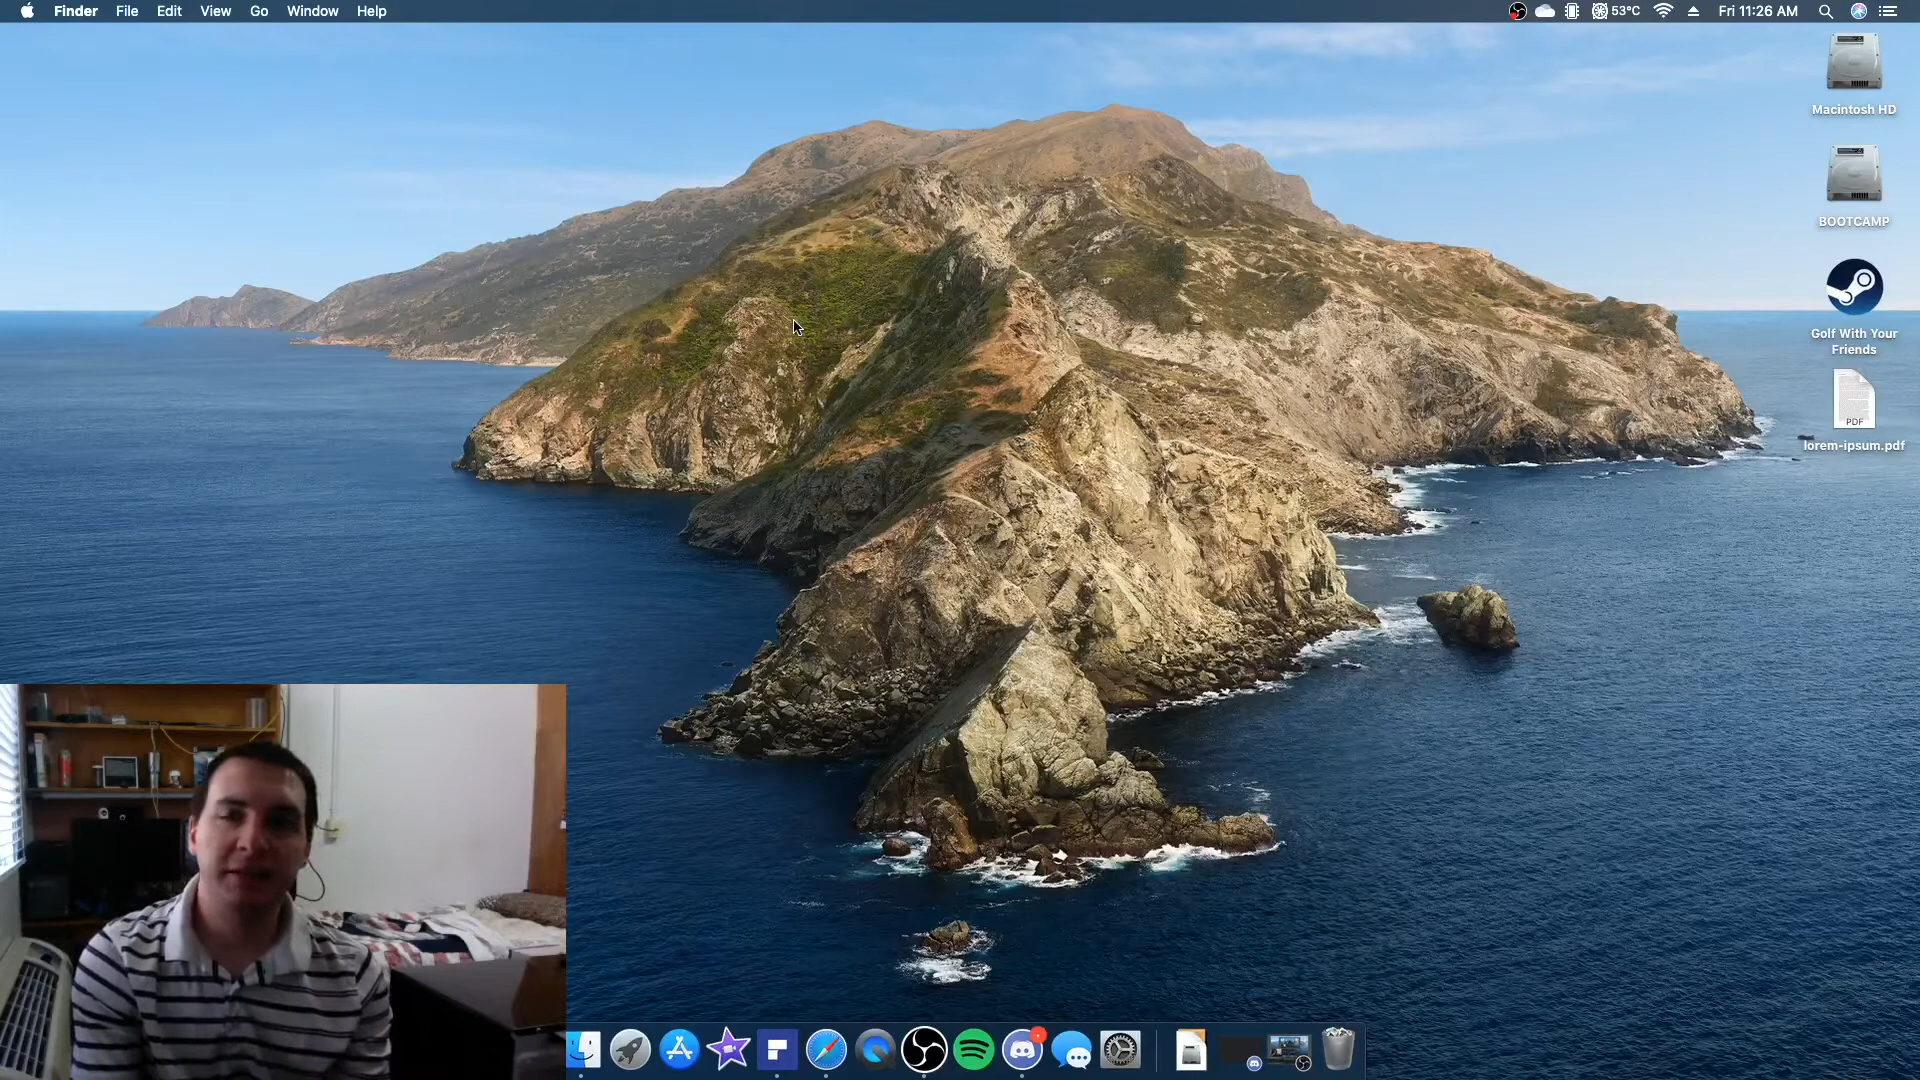 Finder File Edit View Go Window Help
53°C Fri 11:26 AM
Macintosh HD
BOOTCAMP
Golf With Your
Friends
PDF
lorem-ipsum.pdf